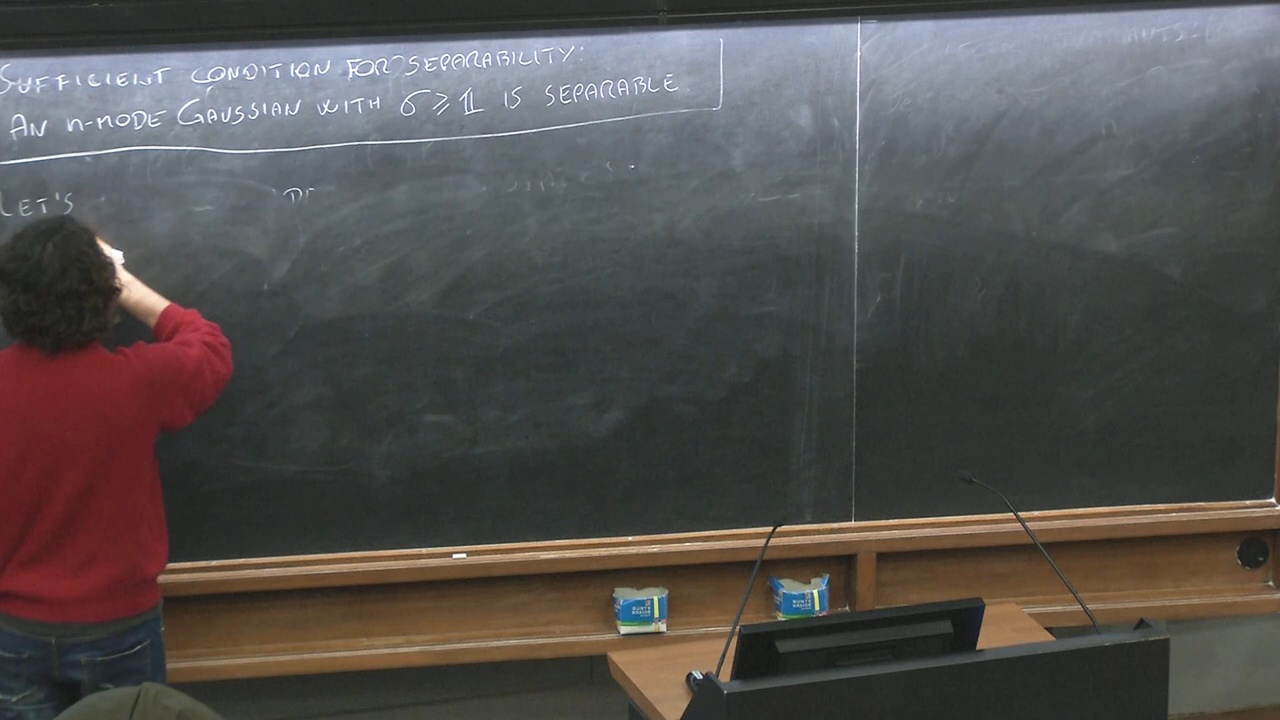 SUFFICIENT CONDITION FOR SEPARABILITY:
AN n-MODE GAUSSIAN WITH σ ≥ 𝟙 IS SEPARABLE
LET'S